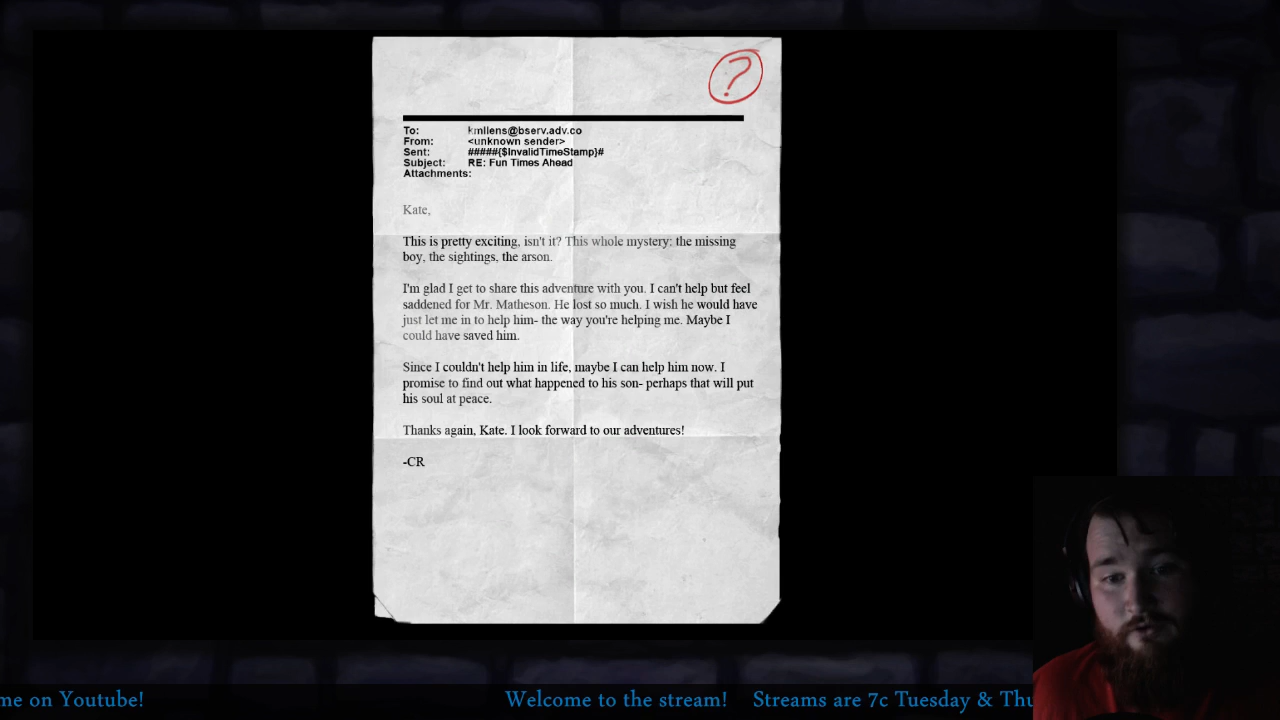 ?
To: kmilens@bserv.adv.co
From: <unknown sender>
Sent: #####{$InvalidTimeStamp}#
Subject: RE: Fun Times Ahead
Attachments:
Kate,
This is pretty exciting, isn't it? This whole mystery: the missing
boy, the sightings, the arson.
I'm glad I get to share this adventure with you. I can't help but feel
saddened for Mr. Matheson. He lost so much. I wish he would have
just let me in to help him- the way you're helping me. Maybe I
could have saved him.
Since I couldn't help him in life, maybe I can help him now. I
promise to find out what happened to his son- perhaps that will put
his soul at peace.
Thanks again, Kate. I look forward to our adventures!
-CR
me on Youtube! Welcome to the stream! Streams are 7c Tuesday & Thu